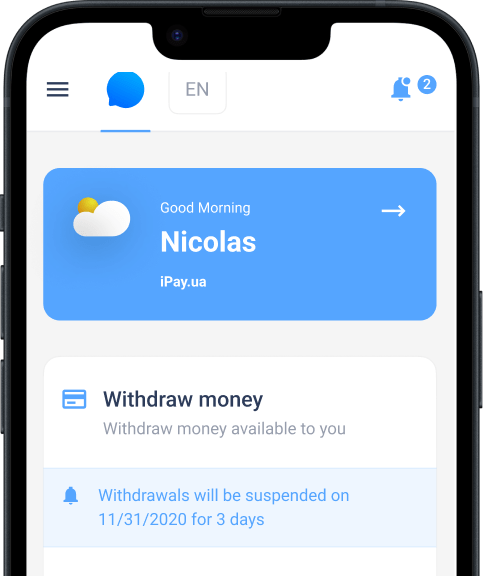 EN
2
Good Morning
Nicolas
iPay.ua
Withdraw money
Withdraw money available to you
Withdrawals will be suspended on
11/31/2020 for 3 days